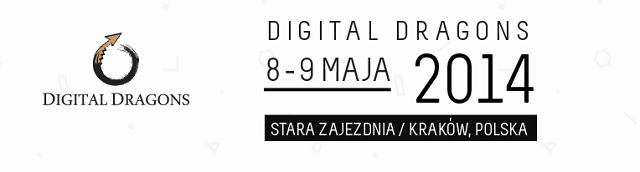 DIGITAL DRAGONS
DIGITAL DRAGONS
8-9 MAJA 2014
STARA ZAJEZDNIA / KRAKÓW, POLSKA